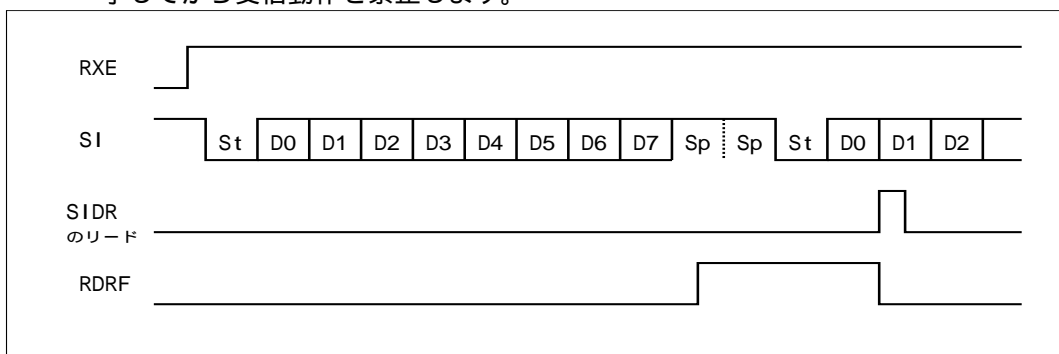 RXE
SI St D0 D1 D2 D3 D4 D5 D6 D7 Sp Sp St D0 D1 D2
SIDR
のリード
RDRF